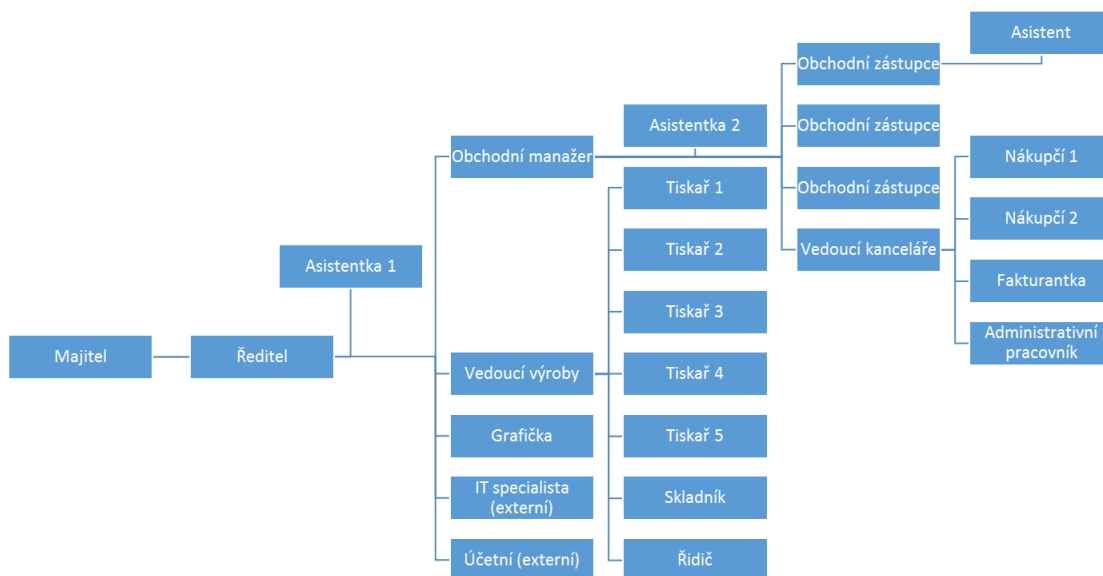 Majitel
Ředitel
Asistentka 1
Obchodní manažer
Vedoucí výroby
Grafička
IT specialista
(externí)
Účetní (externí)
Asistentka 2
Tiskař 1
Tiskař 2
Tiskař 3
Tiskař 4
Tiskař 5
Skladník
Řidič
Obchodní zástupce
Obchodní zástupce
Obchodní zástupce
Vedoucí kanceláře
Asistent
Nákupčí 1
Nákupčí 2
Fakturantka
Administrativní
pracovník